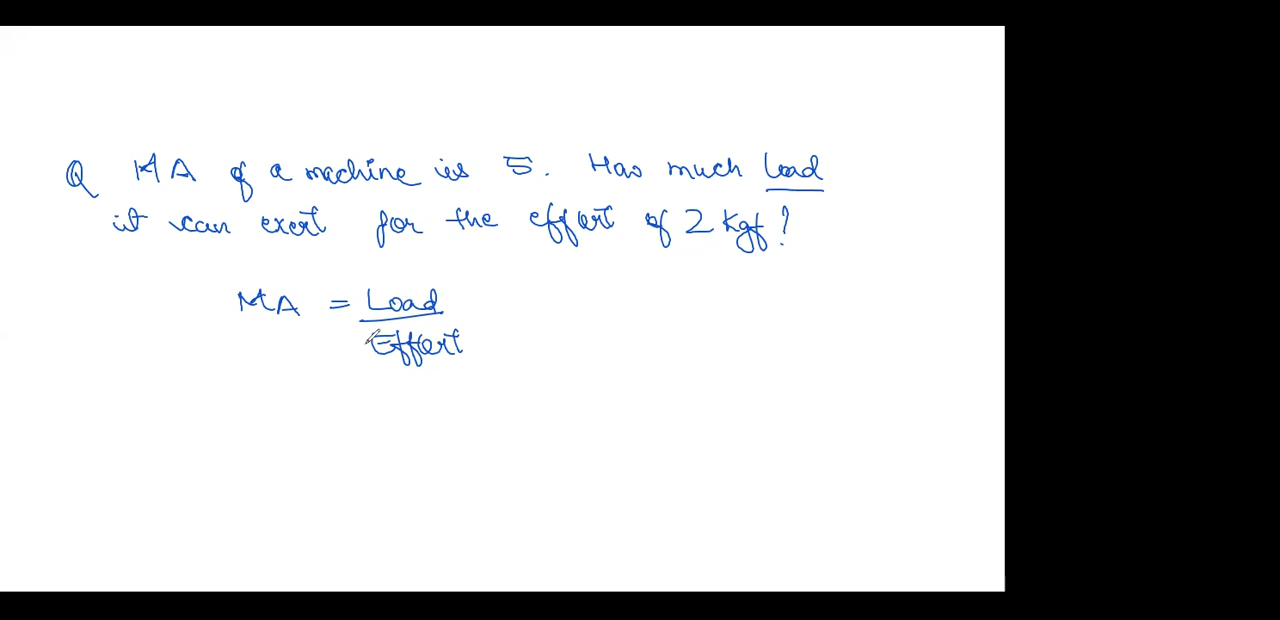 Q MA of a machine is 5. How much Load
it can exert for the effort of 2 Kgf?
MA = Load
Effort